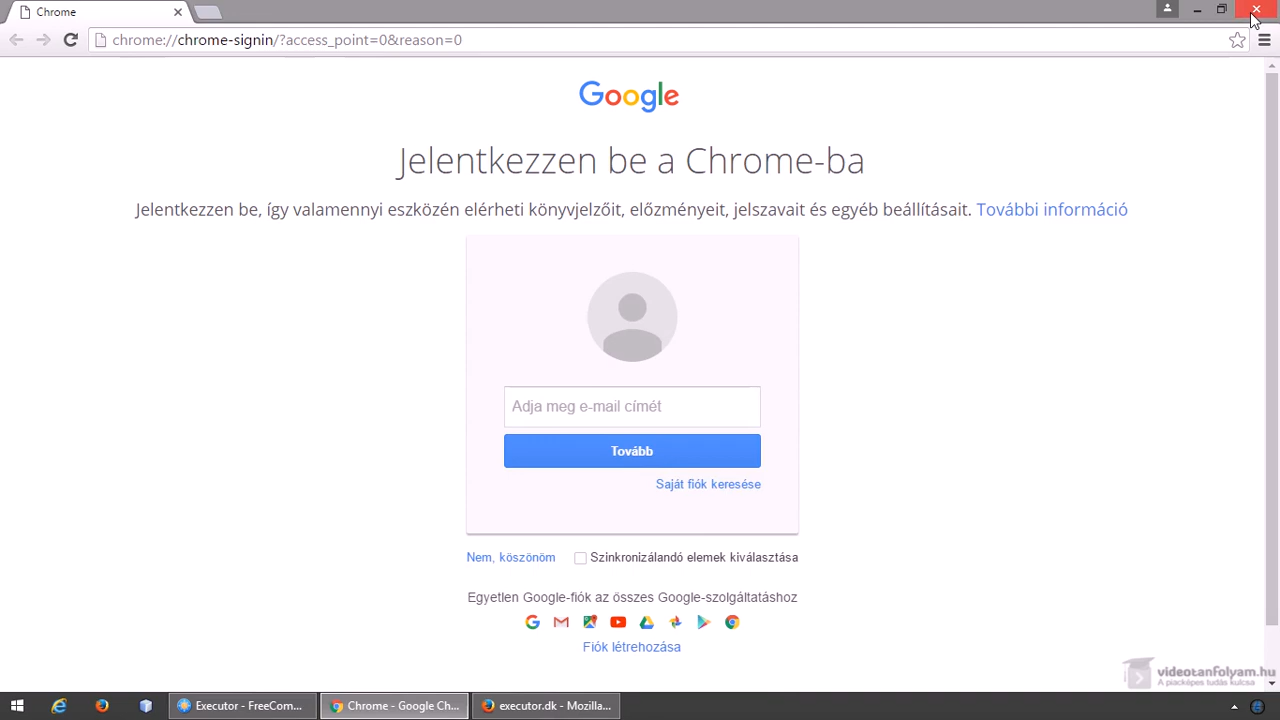 Chrome
chrome://chrome-signin/?access_point=0&reason=0
Google
Jelentkezzen be a Chrome-ba
Jelentkezzen be, így valamennyi eszközén elérheti könyvjelzőit, előzményeit, jelszavait és egyéb beállításait. További információ
Adja meg e-mail címét
Tovább
Saját fiók keresése
Nem, köszönöm
Szinkronizálandó elemek kiválasztása
Egyetlen Google-fiók az összes Google-szolgáltatáshoz
Fiók létrehozása
videotanfolyam.hu
A piacképes tudás kulcsa
Executor - FreeCom...
Chrome - Google Ch...
executor.dk - Mozilla...